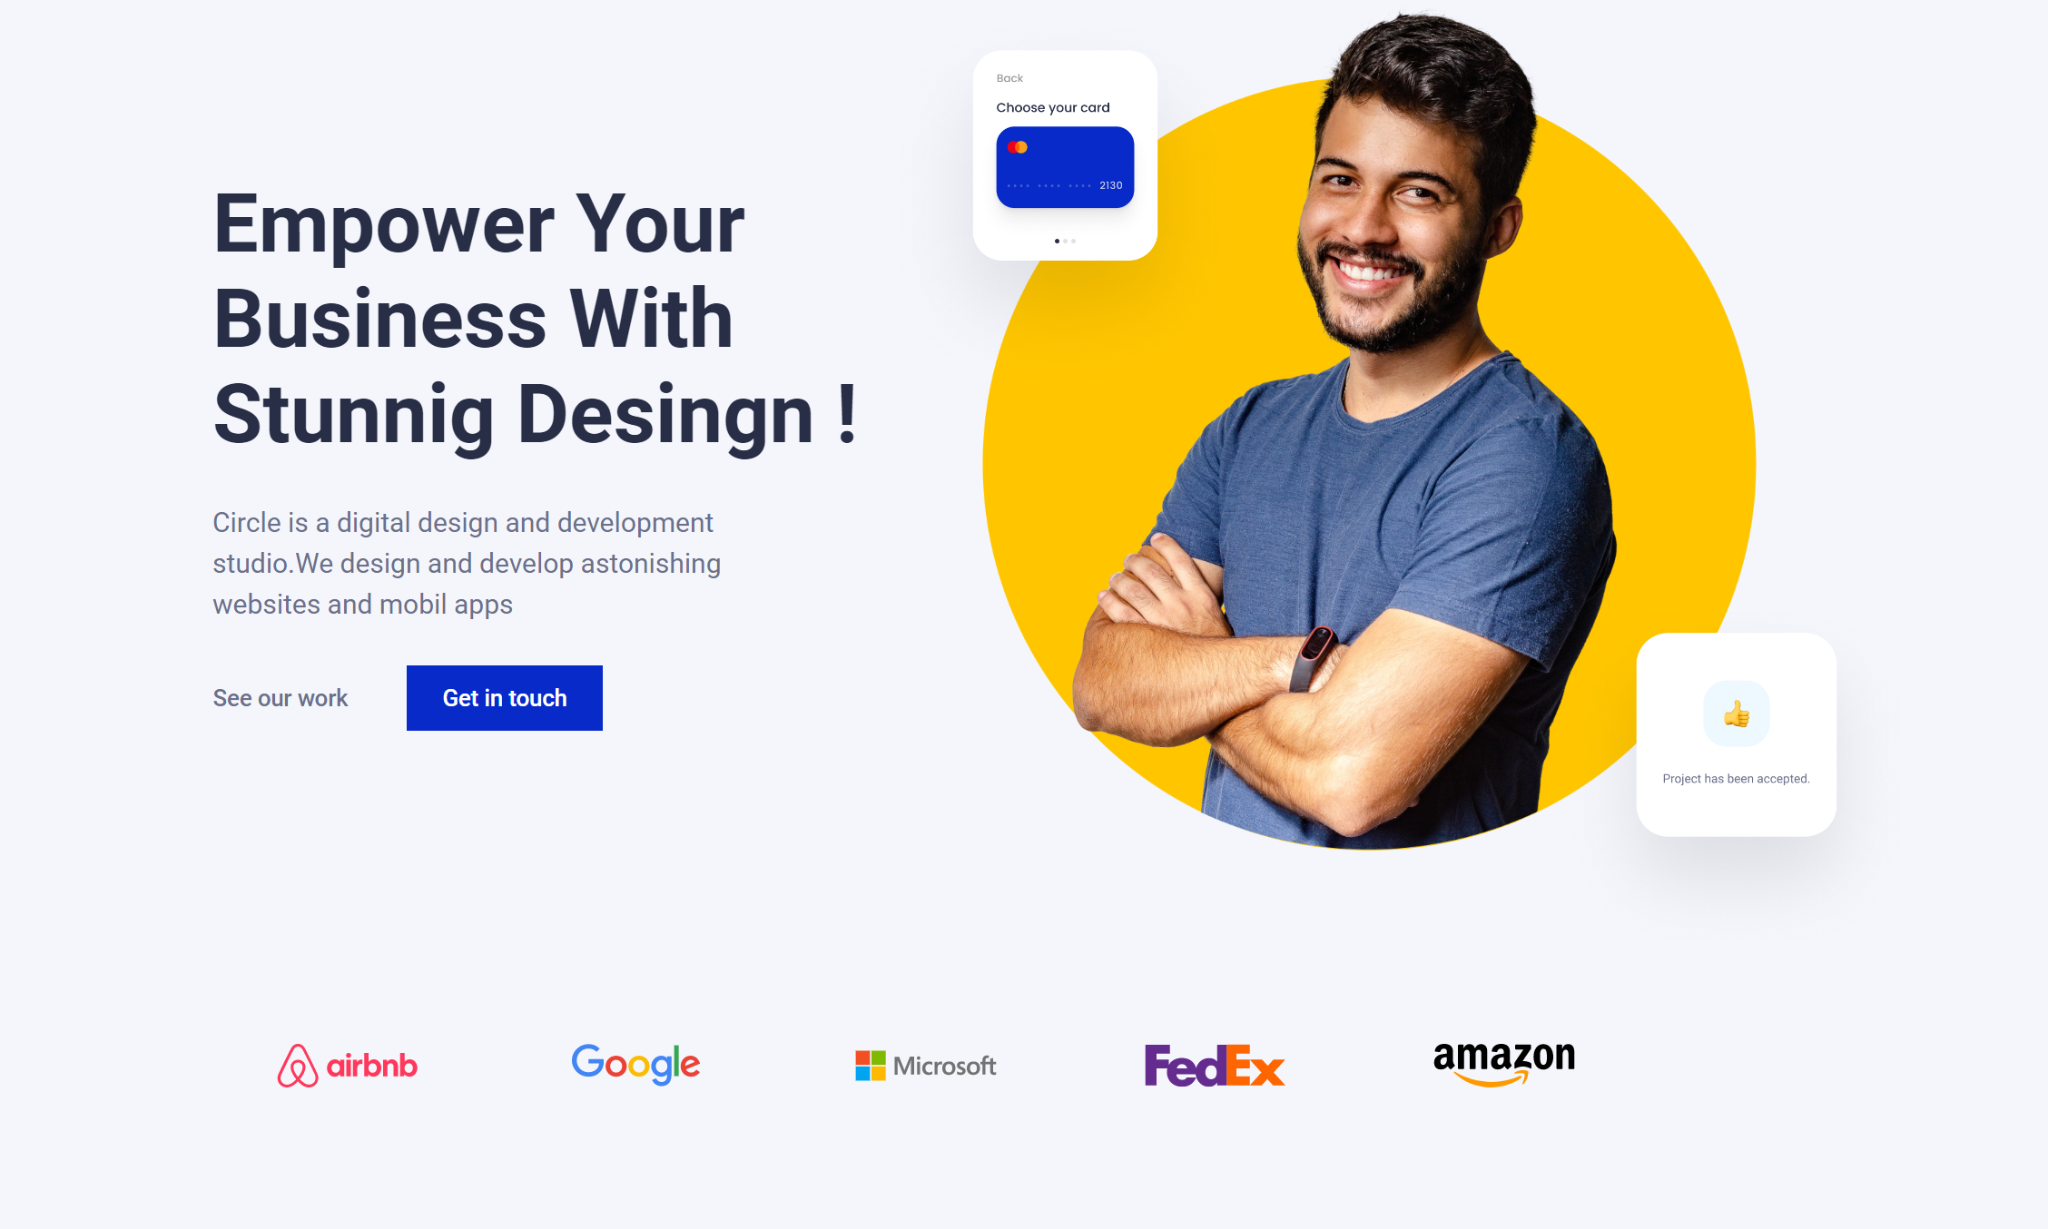 Empower Your
Business With
Stunnig Desingn !
Circle is a digital design and development
studio.We design and develop astonishing
websites and mobil apps
See our work
Get in touch
Back
Choose your card
2130
Project has been accepted.
airbnb
Google
Microsoft
FedEx
amazon